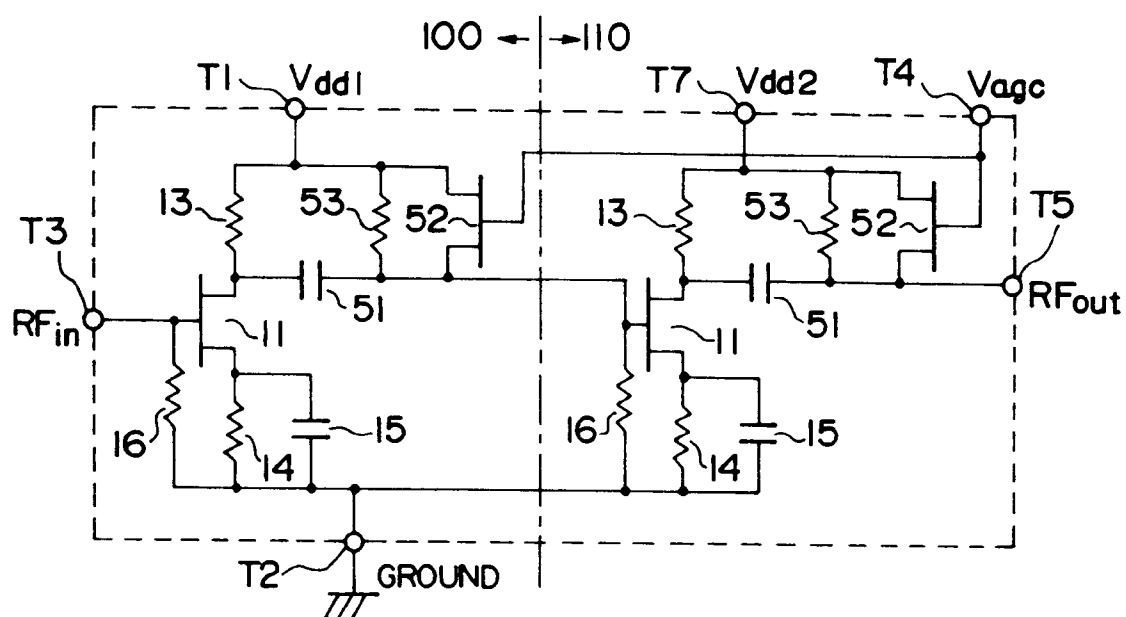 100 110
T1 Vdd1 T7 Vdd2 T4 Vagc
13 53 52 13 53 52 T5
T3
RFin 11 51 11 51 RFout
16 14 15 16 14 15
T2 GROUND